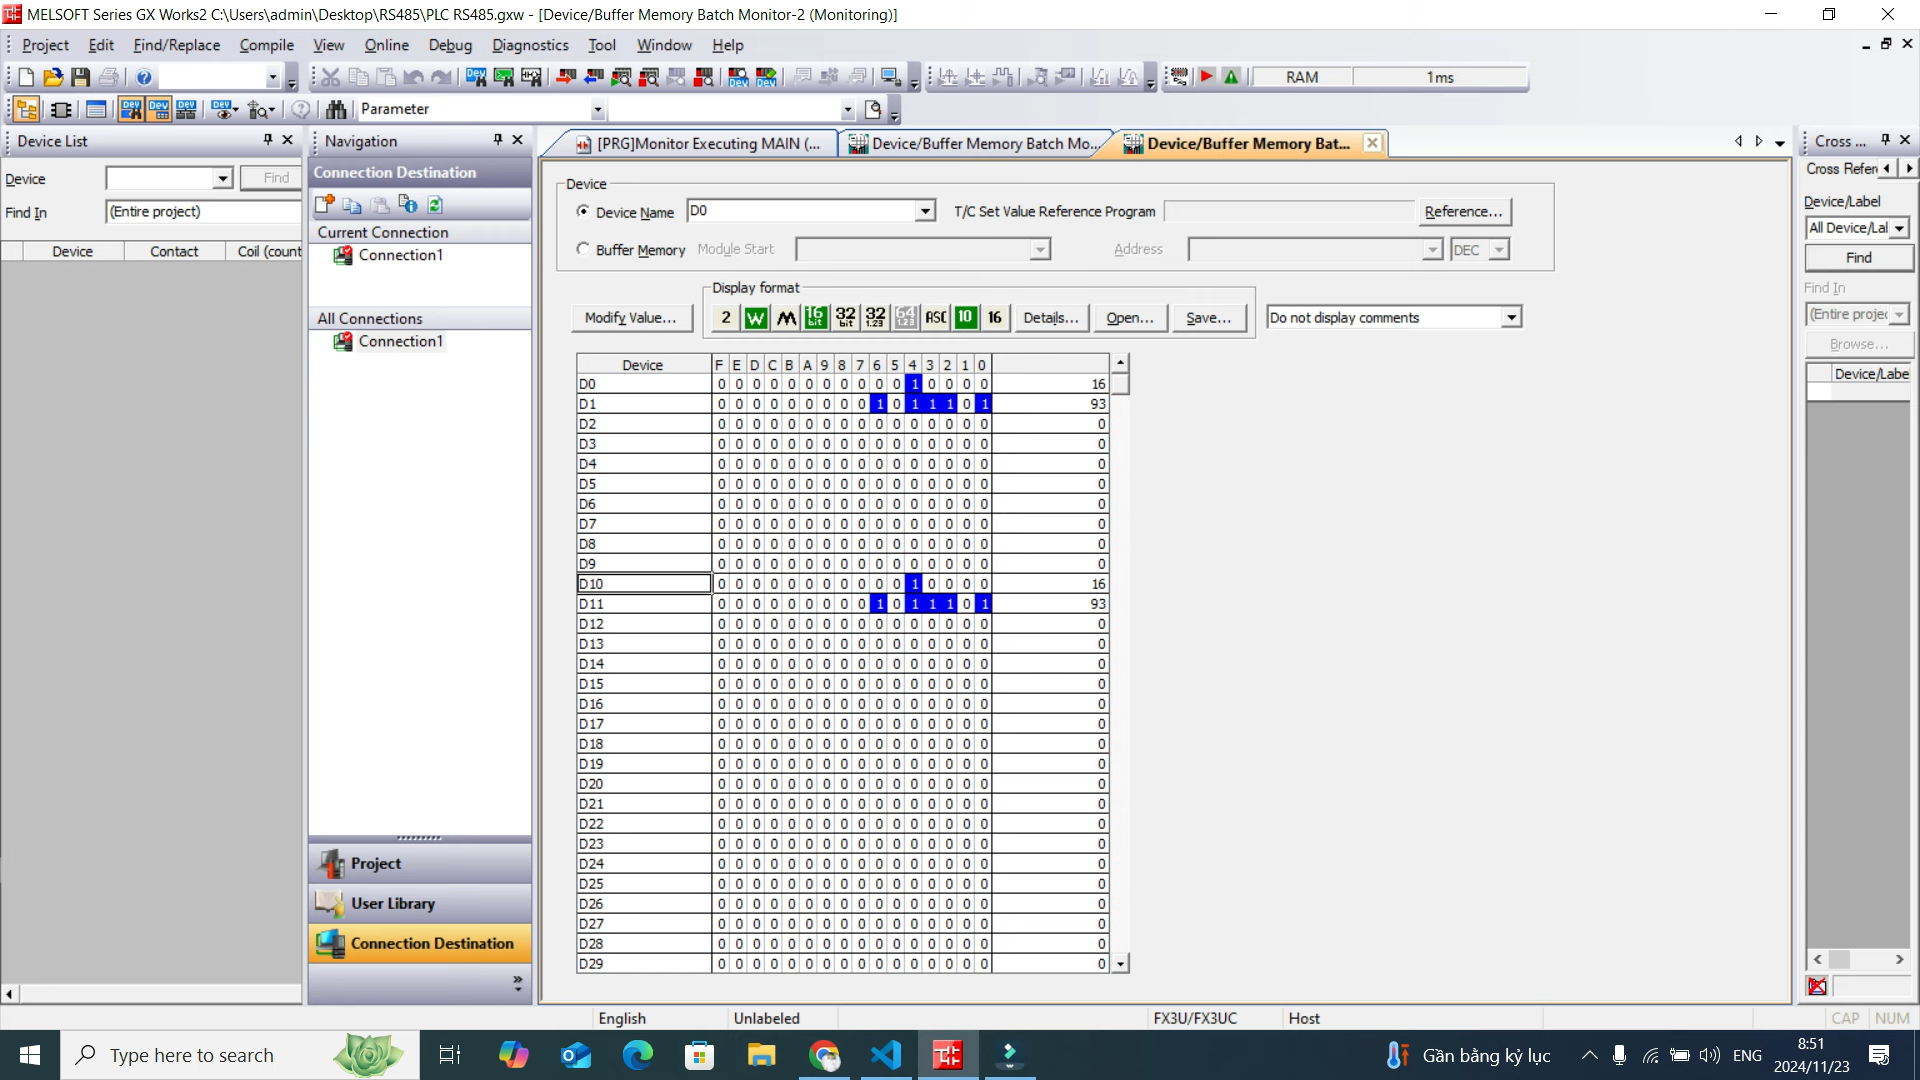 MELSOFT Series GX Works2 C:\Users\admin\Desktop\RS485\PLC RS485.gxw - [Device/Buffer Memory Batch Monitor-2 (Monitoring)]
Project Edit Find/Replace Compile View Online Debug Diagnostics Tool Window Help
RAM 1ms
Parameter
Device List
Device Find
Find In (Entire project)
Device Contact Coil (count
Navigation
Connection Destination
Current Connection
Connection1
All Connections
Connection1
Project
User Library
Connection Destination
[PRG]Monitor Executing MAIN (... Device/Buffer Memory Batch Mo... Device/Buffer Memory Bat...
Device
Device Name D0 T/C Set Value Reference Program Reference...
Buffer Memory Module Start Address DEC
Display format
Modify Value... 2 W M 16 bit 32 bit 32 1.23 64 1.23 ASC 10 16 Details... Open... Save... Do not display comments
Device F E D C B A 9 8 7 6 5 4 3 2 1 0
D0 0 0 0 0 0 0 0 0 0 0 0 1 0 0 0 0 16
D1 0 0 0 0 0 0 0 0 0 1 0 1 1 1 0 1 93
D2 0 0 0 0 0 0 0 0 0 0 0 0 0 0 0 0 0
D3 0 0 0 0 0 0 0 0 0 0 0 0 0 0 0 0 0
D4 0 0 0 0 0 0 0 0 0 0 0 0 0 0 0 0 0
D5 0 0 0 0 0 0 0 0 0 0 0 0 0 0 0 0 0
D6 0 0 0 0 0 0 0 0 0 0 0 0 0 0 0 0 0
D7 0 0 0 0 0 0 0 0 0 0 0 0 0 0 0 0 0
D8 0 0 0 0 0 0 0 0 0 0 0 0 0 0 0 0 0
D9 0 0 0 0 0 0 0 0 0 0 0 0 0 0 0 0 0
D10 0 0 0 0 0 0 0 0 0 0 0 1 0 0 0 0 16
D11 0 0 0 0 0 0 0 0 0 1 0 1 1 1 0 1 93
D12 0 0 0 0 0 0 0 0 0 0 0 0 0 0 0 0 0
D13 0 0 0 0 0 0 0 0 0 0 0 0 0 0 0 0 0
D14 0 0 0 0 0 0 0 0 0 0 0 0 0 0 0 0 0
D15 0 0 0 0 0 0 0 0 0 0 0 0 0 0 0 0 0
D16 0 0 0 0 0 0 0 0 0 0 0 0 0 0 0 0 0
D17 0 0 0 0 0 0 0 0 0 0 0 0 0 0 0 0 0
D18 0 0 0 0 0 0 0 0 0 0 0 0 0 0 0 0 0
D19 0 0 0 0 0 0 0 0 0 0 0 0 0 0 0 0 0
D20 0 0 0 0 0 0 0 0 0 0 0 0 0 0 0 0 0
D21 0 0 0 0 0 0 0 0 0 0 0 0 0 0 0 0 0
D22 0 0 0 0 0 0 0 0 0 0 0 0 0 0 0 0 0
D23 0 0 0 0 0 0 0 0 0 0 0 0 0 0 0 0 0
D24 0 0 0 0 0 0 0 0 0 0 0 0 0 0 0 0 0
D25 0 0 0 0 0 0 0 0 0 0 0 0 0 0 0 0 0
D26 0 0 0 0 0 0 0 0 0 0 0 0 0 0 0 0 0
D27 0 0 0 0 0 0 0 0 0 0 0 0 0 0 0 0 0
D28 0 0 0 0 0 0 0 0 0 0 0 0 0 0 0 0 0
D29 0 0 0 0 0 0 0 0 0 0 0 0 0 0 0 0 0
Cross ...
Cross Refer
Device/Label
All Device/Lal
Find
Find In
(Entire projec
Browse...
Device/Labe
English Unlabeled FX3U/FX3UC Host CAP NUM
Type here to search
Gần bằng kỷ lục
ENG
8:51
2024/11/23